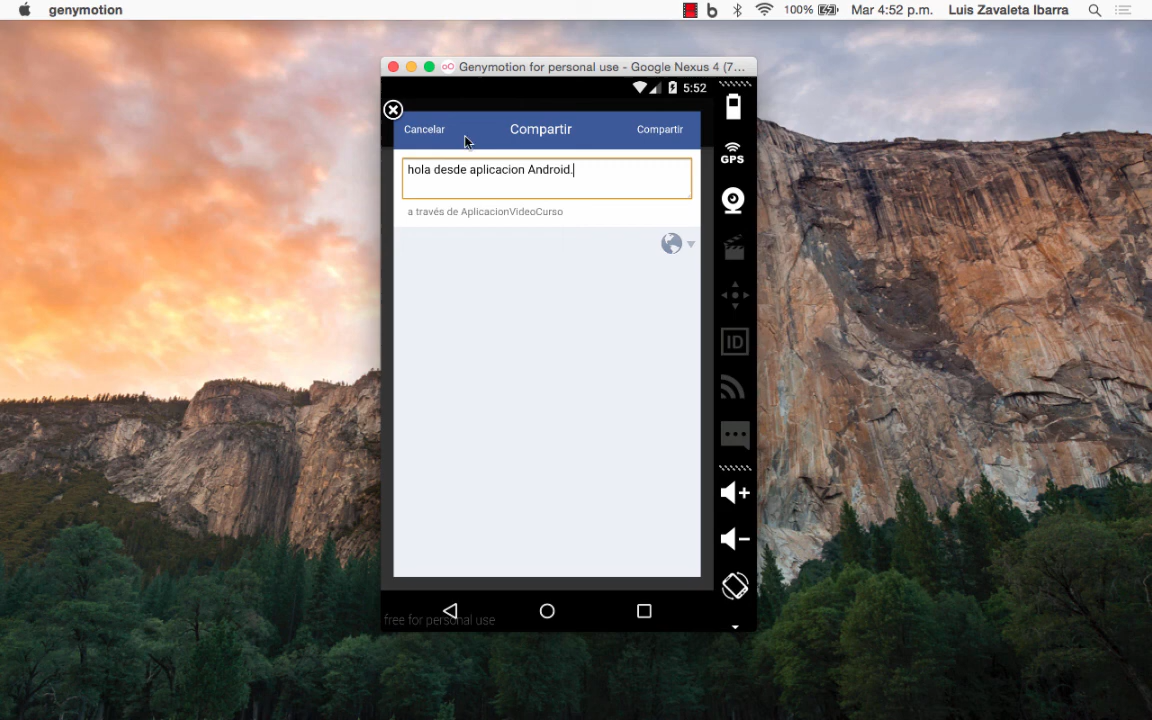 genymotion
100%
Mar 4:52 p.m.
Luis Zavaleta Ibarra
Genymotion for personal use - Google Nexus 4 (7...
5:52
Cancelar
Compartir
Compartir
hola desde aplicacion Android.
a través de AplicacionVideoCurso
GPS
ID
free for personal use